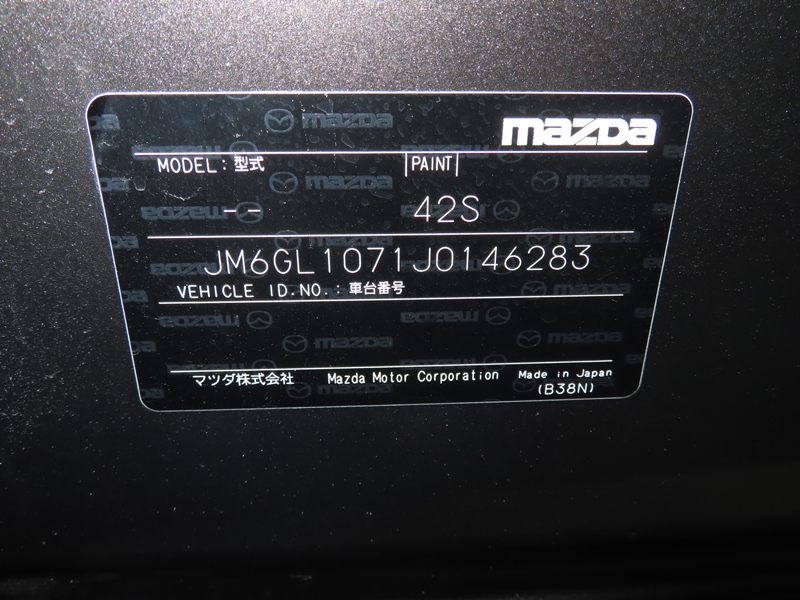 mazda
MODEL : 型式 PAINT
-- 42S
JM6GL1071J0146283
VEHICLE ID.NO. : 車台番号
マツダ株式会社 Mazda Motor Corporation Made in Japan
(B38N)